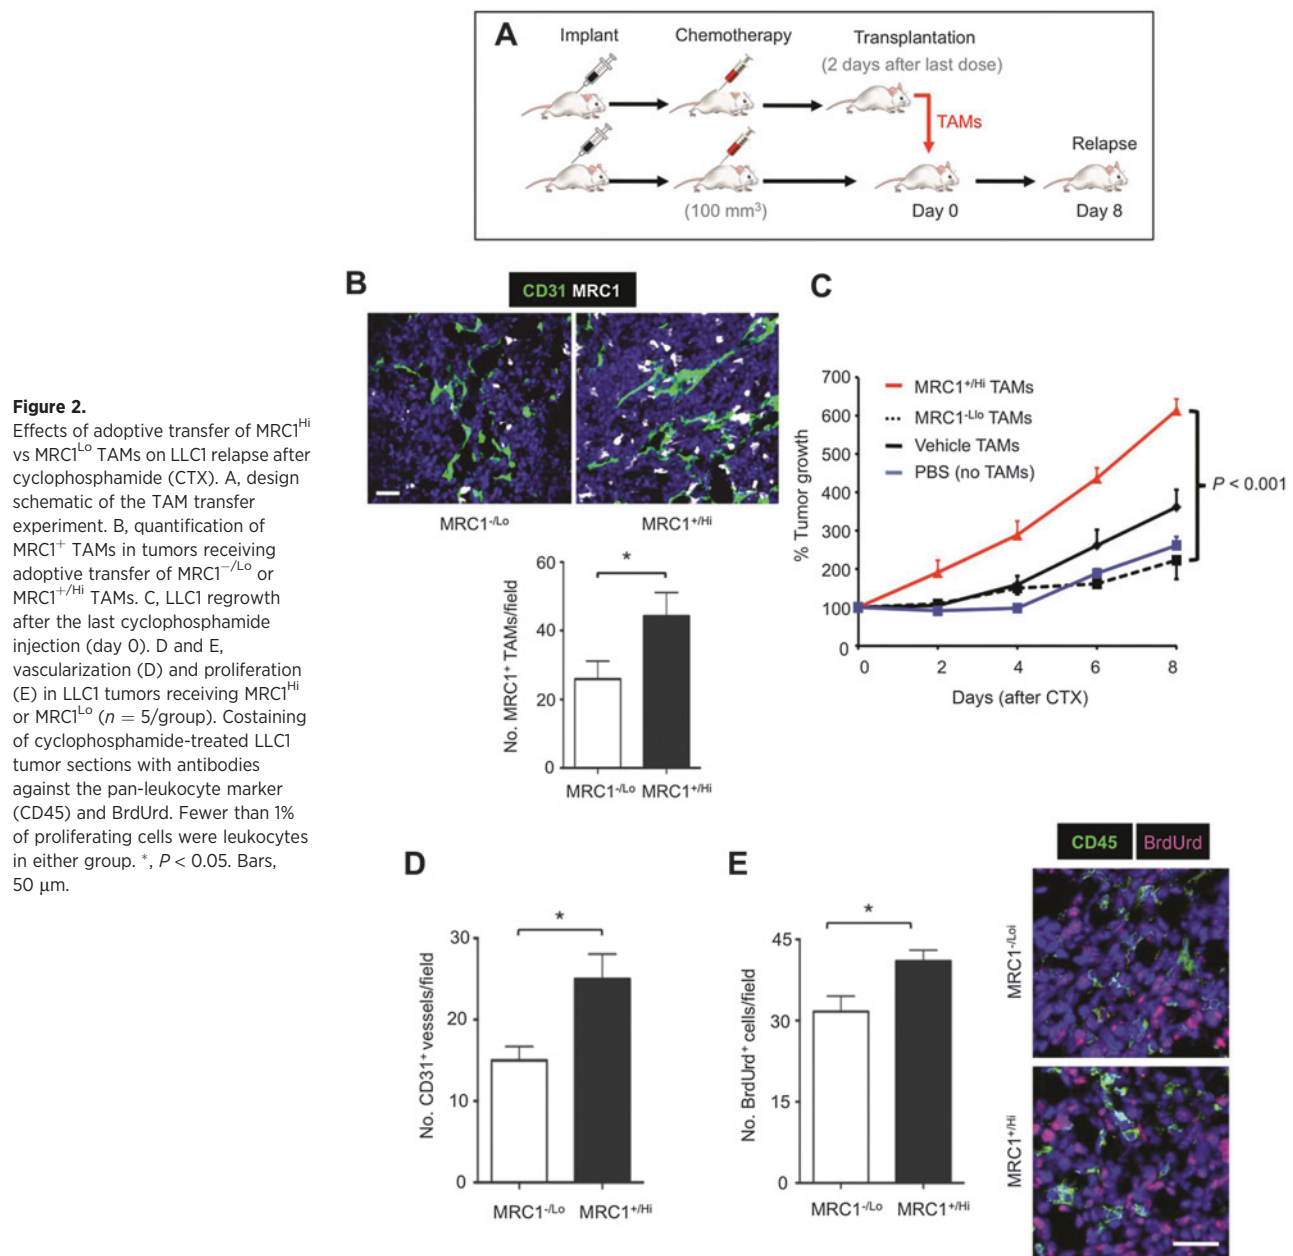 A
Implant
Chemotherapy
Transplantation
(2 days after last dose)
TAMs
Relapse
(100 mm³)
Day 0
Day 8
B
CD31 MRC1
MRC1⁻/ᴸᵒ
MRC1⁺/ᴴⁱ
*
60
40
20
0
No. MRC1⁺ TAMs/field
MRC1⁻/ᴸᵒ
MRC1⁺/ᴴⁱ
C
700
600
500
400
300
200
100
0
% Tumor growth
MRC1⁺/ᴴⁱ TAMs
MRC1⁻ᴸˡᵒ TAMs
Vehicle TAMs
PBS (no TAMs)
P < 0.001
0
2
4
6
8
Days (after CTX)
Figure 2.
Effects of adoptive transfer of MRC1ᴴⁱ
vs MRC1ᴸᵒ TAMs on LLC1 relapse after
cyclophosphamide (CTX). A, design
schematic of the TAM transfer
experiment. B, quantification of
MRC1⁺ TAMs in tumors receiving
adoptive transfer of MRC1⁻/ᴸᵒ or
MRC1⁺/ᴴⁱ TAMs. C, LLC1 regrowth
after the last cyclophosphamide
injection (day 0). D and E,
vascularization (D) and proliferation
(E) in LLC1 tumors receiving MRC1ᴴⁱ
or MRC1ᴸᵒ (n = 5/group). Costaining
of cyclophosphamide-treated LLC1
tumor sections with antibodies
against the pan-leukocyte marker
(CD45) and BrdUrd. Fewer than 1%
of proliferating cells were leukocytes
in either group. *, P < 0.05. Bars,
50 μm.
D
*
30
20
10
0
No. CD31⁺ vessels/field
MRC1⁻/ᴸᵒ
MRC1⁺/ᴴⁱ
E
*
45
30
15
0
No. BrdUrd⁺ cells/field
MRC1⁻/ᴸᵒ
MRC1⁺/ᴴⁱ
CD45 BrdUrd
MRC1⁻/ᴸᵒⁱ
MRC1⁺/ᴴⁱ